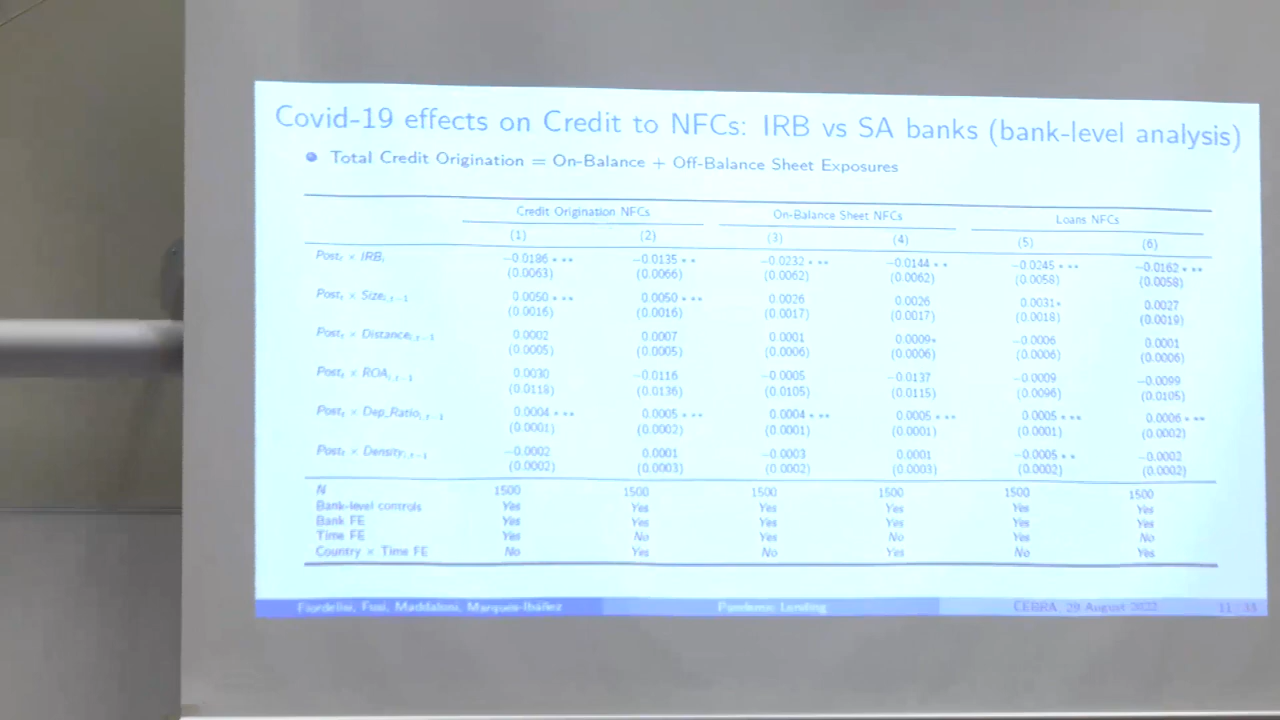 Covid-19 effects on Credit to NFCs: IRB vs SA banks (bank-level analysis)
Total Credit Origination = On-Balance + Off-Balance Sheet Exposures
Credit Origination NFCs On-Balance Sheet NFCs Loans NFCs
(1) (2) (3) (4) (5) (6)
Post_t × IRB_i −0.0186*** −0.0135** −0.0232*** −0.0144** −0.0245*** −0.0162***
(0.0063) (0.0066) (0.0062) (0.0062) (0.0058) (0.0058)
Post_t × Size_i,t−1 0.0050*** 0.0050*** 0.0026 0.0026 0.0031* 0.0027
(0.0016) (0.0016) (0.0017) (0.0017) (0.0018) (0.0019)
Post_t × Distance_i,t−1 0.0002 0.0007 0.0001 0.0009* −0.0006 0.0001
(0.0005) (0.0005) (0.0006) (0.0006) (0.0006) (0.0006)
Post_t × ROA_i,t−1 0.0030 −0.0116 −0.0005 −0.0137 −0.0009 −0.0099
(0.0118) (0.0136) (0.0105) (0.0115) (0.0096) (0.0105)
Post_t × Dep_Ratio_i,t−1 0.0004*** 0.0005*** 0.0004*** 0.0005*** 0.0005*** 0.0006***
(0.0001) (0.0002) (0.0001) (0.0001) (0.0001) (0.0002)
Post_t × Density_i,t−1 −0.0002 0.0001 −0.0003 0.0001 −0.0005** −0.0002
(0.0002) (0.0003) (0.0002) (0.0003) (0.0002) (0.0002)
N 1500 1500 1500 1500 1500 1500
Bank-level controls Yes Yes Yes Yes Yes Yes
Bank FE Yes Yes Yes Yes Yes Yes
Time FE Yes No Yes No Yes No
Country × Time FE No Yes No Yes No Yes
Fiordelisi, Fusi, Maddaloni, Marques-Ibañez Pandemic Lending CEBRA, 29 August 2022 11